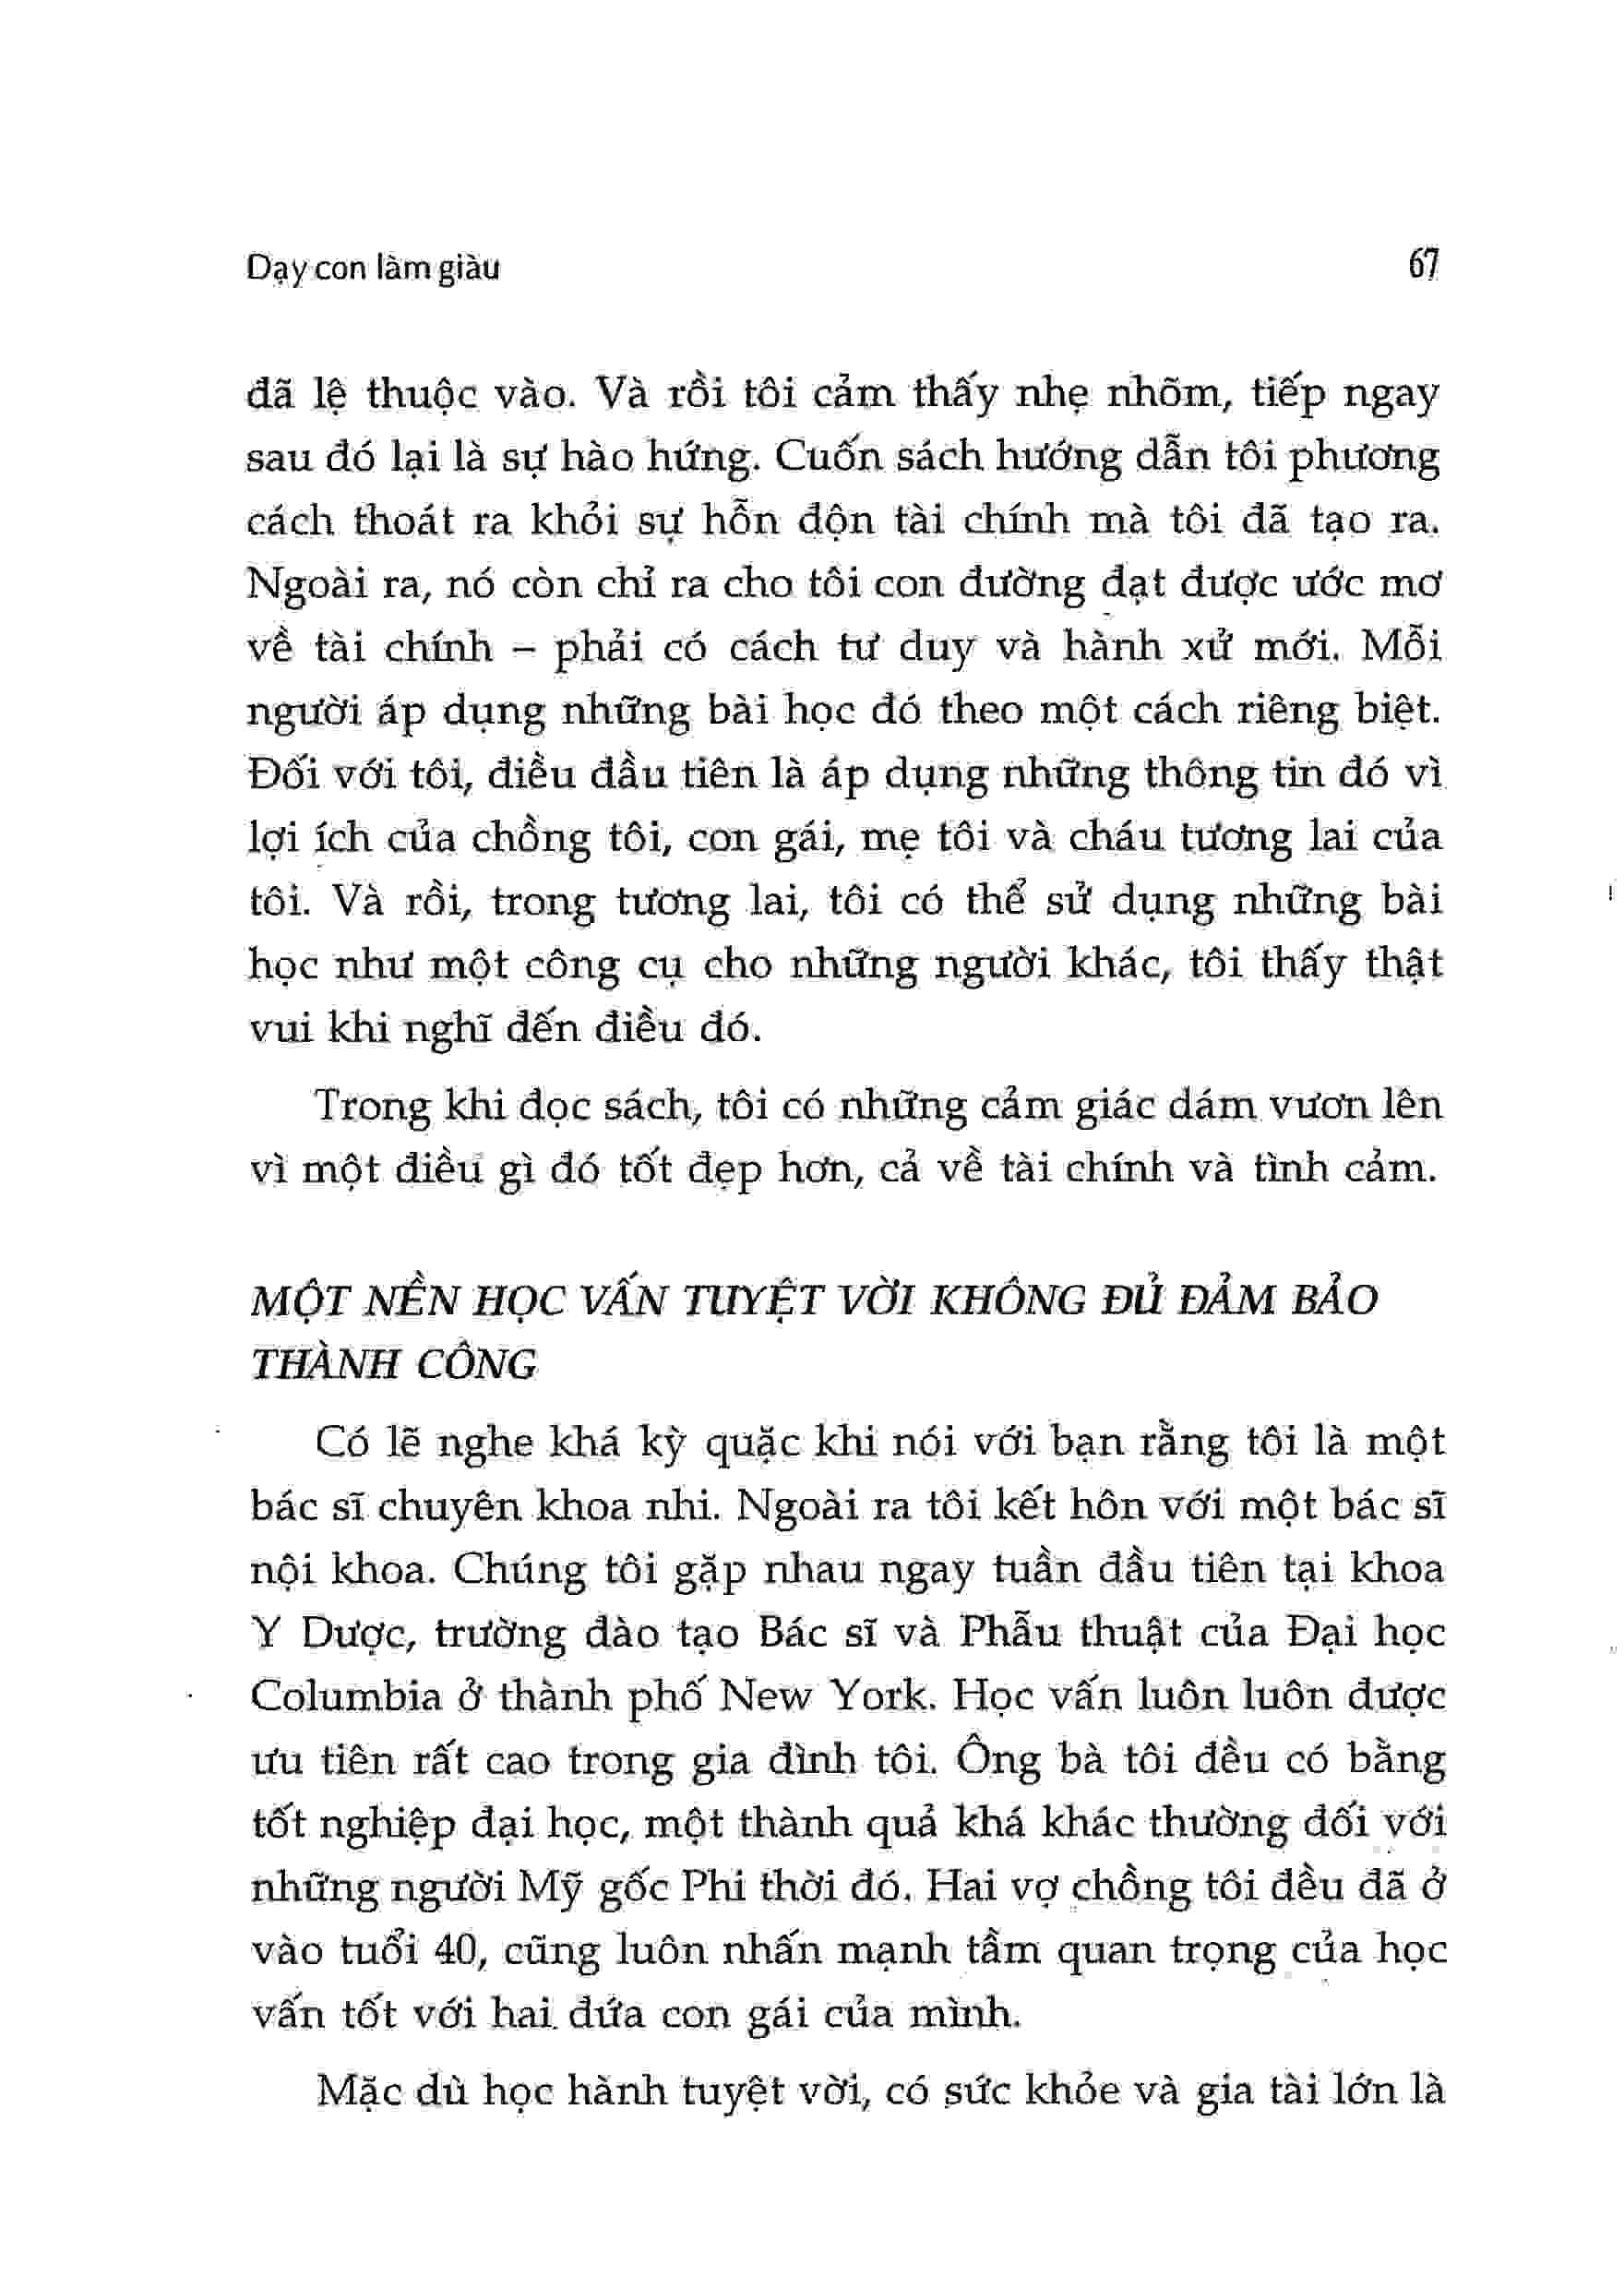 Dạy con làm giàu 67
đã lệ thuộc vào. Và rồi tôi cảm thấy nhẹ nhõm, tiếp ngay
sau đó lại là sự hào hứng. Cuốn sách hướng dẫn tôi phương
cách thoát ra khỏi sự hỗn độn tài chính mà tôi đã tạo ra.
Ngoài ra, nó còn chỉ ra cho tôi con đường đạt được ước mơ
về tài chính – phải có cách tư duy và hành xử mới. Mỗi
người áp dụng những bài học đó theo một cách riêng biệt.
Đối với tôi, điều đầu tiên là áp dụng những thông tin đó vì
lợi ích của chồng tôi, con gái, mẹ tôi và cháu tương lai của
tôi. Và rồi, trong tương lai, tôi có thể sử dụng những bài
học như một công cụ cho những người khác, tôi thấy thật
vui khi nghĩ đến điều đó.
Trong khi đọc sách, tôi có những cảm giác dám vươn lên
vì một điều gì đó tốt đẹp hơn, cả về tài chính và tình cảm.
MỘT NỀN HỌC VẤN TUYỆT VỜI KHÔNG ĐỦ ĐẢM BẢO
THÀNH CÔNG
Có lẽ nghe khá kỳ quặc khi nói với bạn rằng tôi là một
bác sĩ chuyên khoa nhi. Ngoài ra tôi kết hôn với một bác sĩ
nội khoa. Chúng tôi gặp nhau ngay tuần đầu tiên tại khoa
Y Dược, trường đào tạo Bác sĩ và Phẫu thuật của Đại học
Columbia ở thành phố New York. Học vấn luôn luôn được
ưu tiên rất cao trong gia đình tôi. Ông bà tôi đều có bằng
tốt nghiệp đại học, một thành quả khá khác thường đối với
những người Mỹ gốc Phi thời đó. Hai vợ chồng tôi đều đã ở
vào tuổi 40, cũng luôn nhấn mạnh tầm quan trọng của học
vấn tốt với hai đứa con gái của mình.
Mặc dù học hành tuyệt vời, có sức khỏe và gia tài lớn là